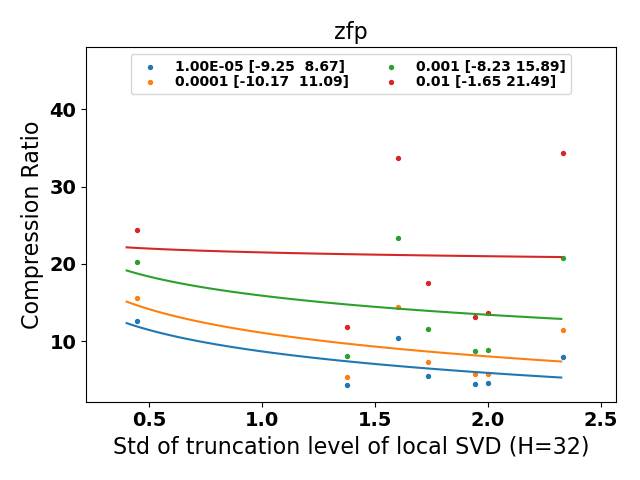 zfp
1.00E-05 [-9.25  8.67]
0.0001 [-10.17  11.09]
0.001 [-8.23 15.89]
0.01 [-1.65 21.49]
Compression Ratio
40
30
20
10
0.5 1.0 1.5 2.0 2.5
Std of truncation level of local SVD (H=32)